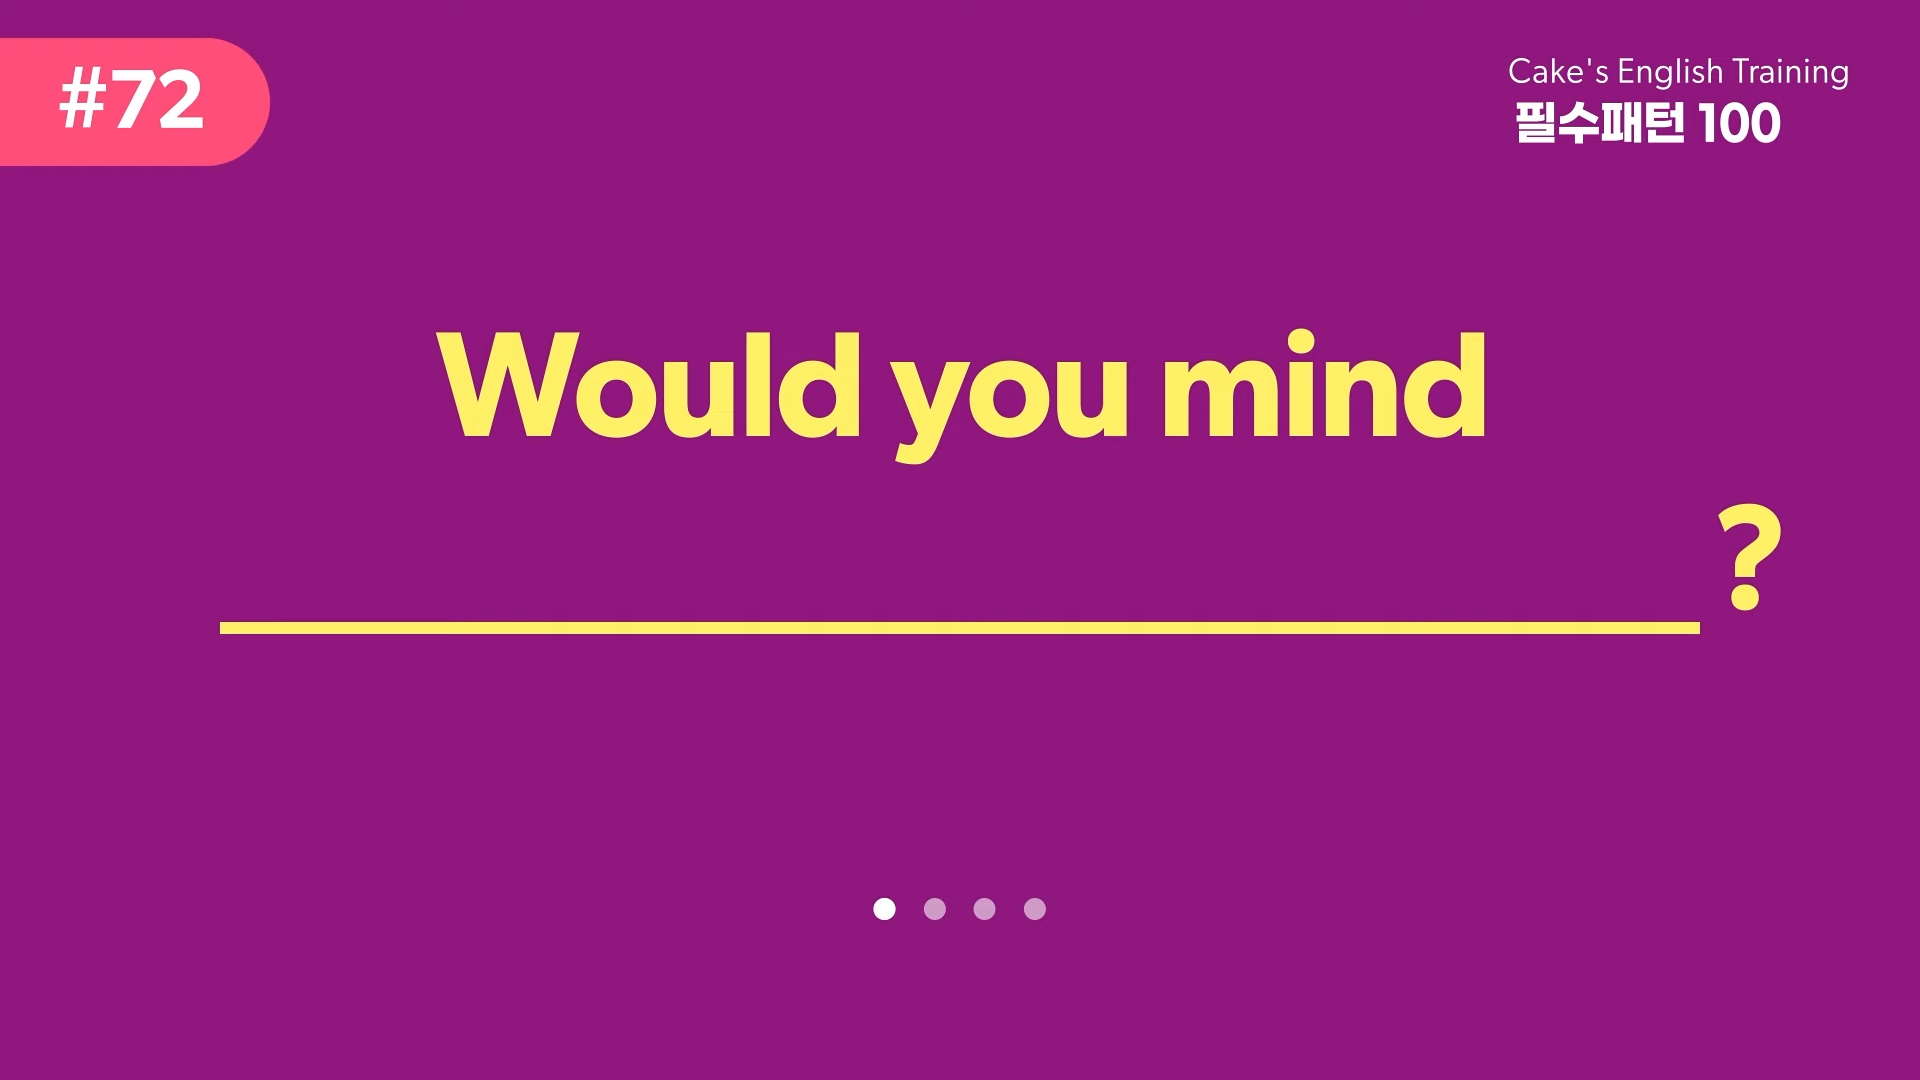 #72
Cake's English Training
필수패턴 100
Would you mind
?